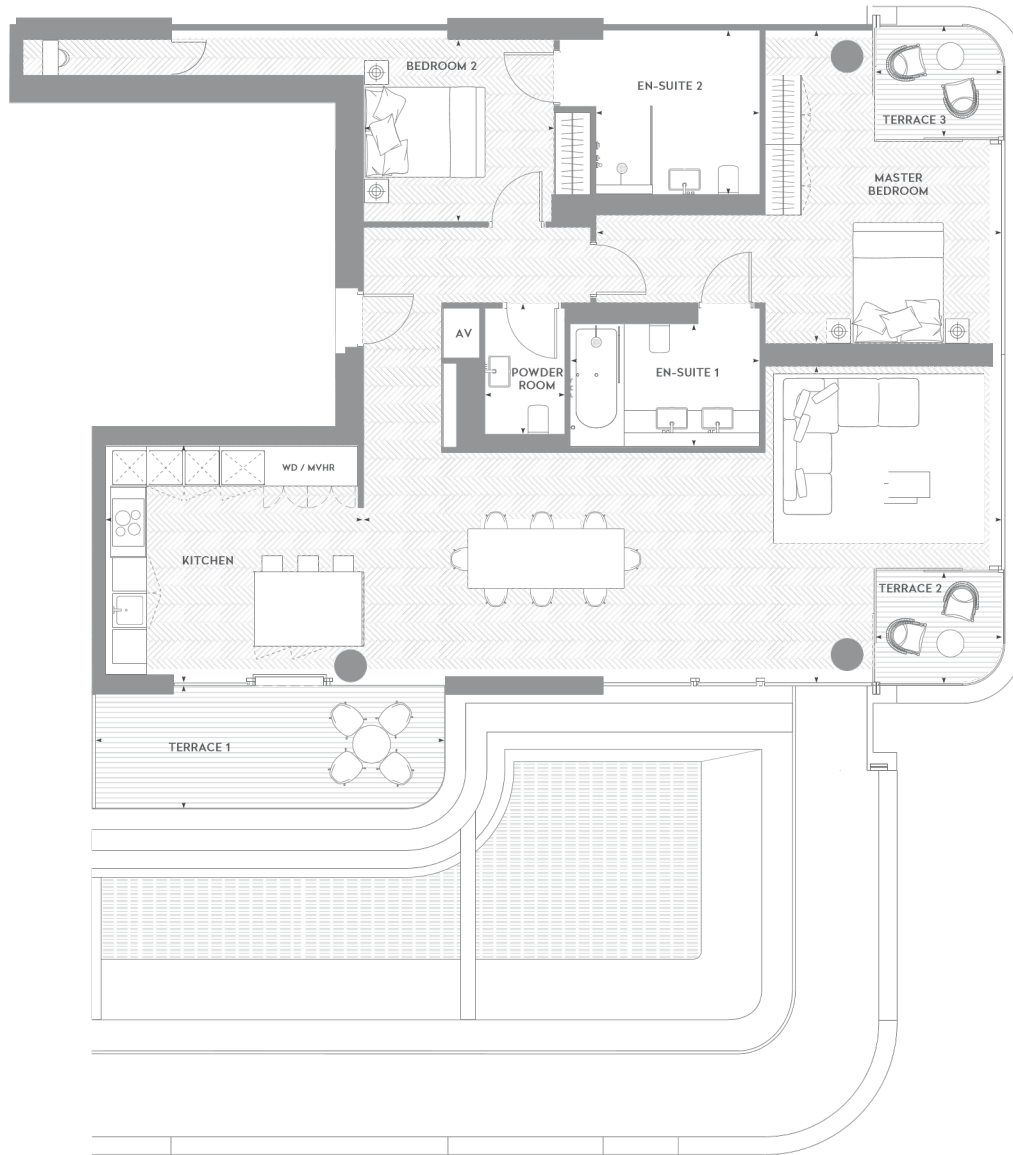 BEDROOM 2
EN-SUITE 2
TERRACE 3
MASTER
BEDROOM
AV
POWDER
ROOM
EN-SUITE 1
WD / MVHR
KITCHEN
TERRACE 2
TERRACE 1